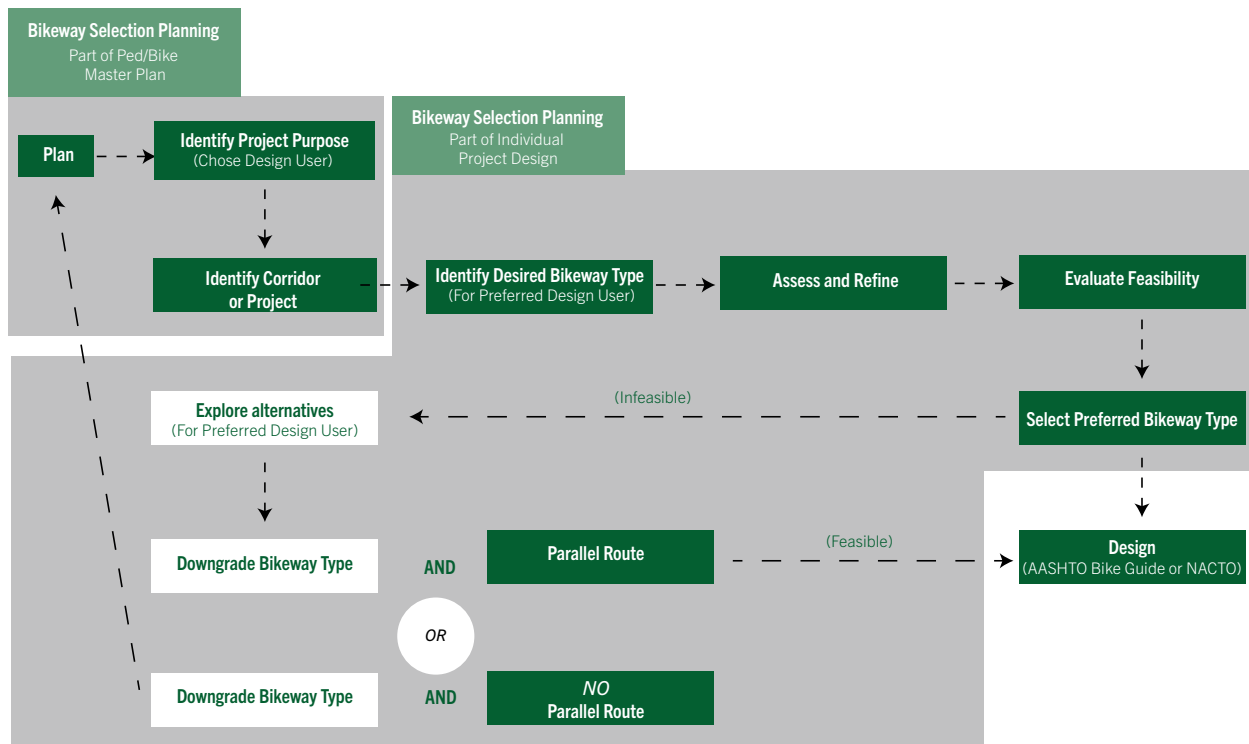 Bikeway Selection Planning
Part of Ped/Bike
Master Plan
Plan
Identify Project Purpose
(Chose Design User)
Identify Corridor
or Project
Bikeway Selection Planning
Part of Individual
Project Design
Identify Desired Bikeway Type
(For Preferred Design User)
Assess and Refine
Evaluate Feasibility
Select Preferred Bikeway Type
(Infeasible)
Explore alternatives
(For Preferred Design User)
Downgrade Bikeway Type
AND
Parallel Route
(Feasible)
Design
(AASHTO Bike Guide or NACTO)
OR
Downgrade Bikeway Type
AND
NO
Parallel Route